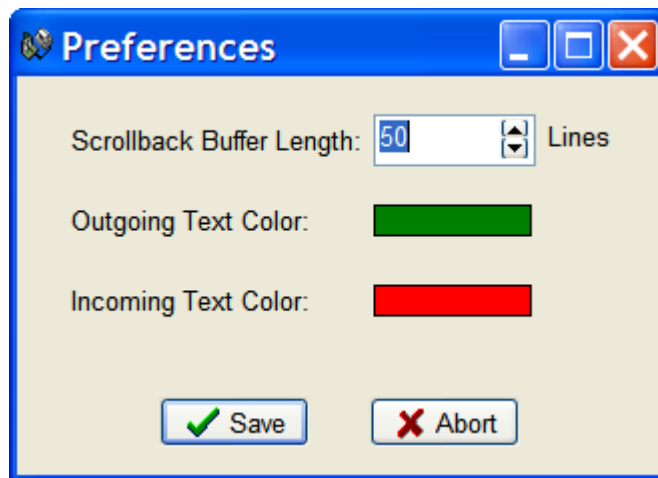 Preferences
Scrollback Buffer Length: 50 Lines
Outgoing Text Color:
Incoming Text Color:
Save Abort